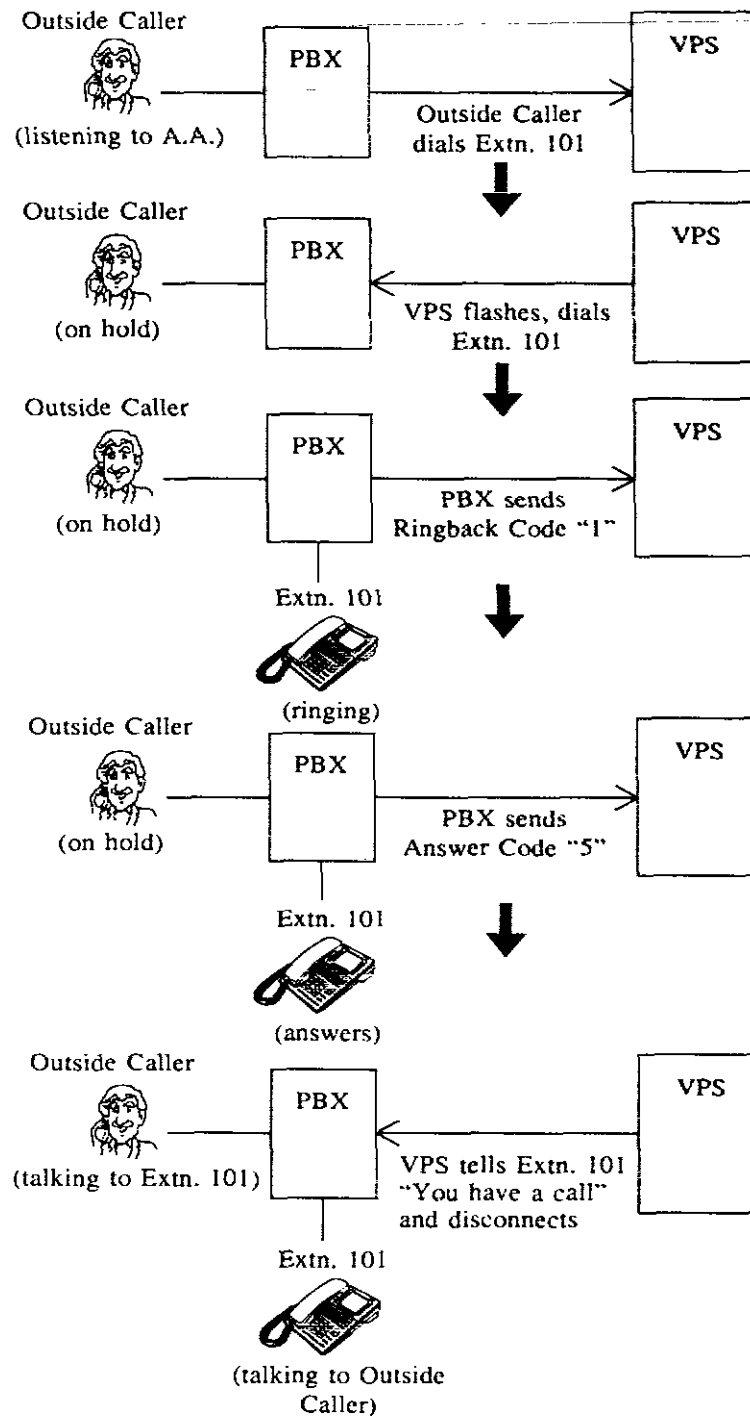 Outside Caller
PBX
VPS
(listening to A.A.)
Outside Caller
dials Extn. 101
Outside Caller
PBX
VPS
(on hold)
VPS flashes, dials
Extn. 101
Outside Caller
PBX
VPS
(on hold)
PBX sends
Ringback Code “1”
Extn. 101
(ringing)
Outside Caller
PBX
VPS
(on hold)
PBX sends
Answer Code “5”
Extn. 101
(answers)
Outside Caller
PBX
VPS
(talking to Extn. 101)
VPS tells Extn. 101
“You have a call”
and disconnects
Extn. 101
(talking to Outside
Caller)